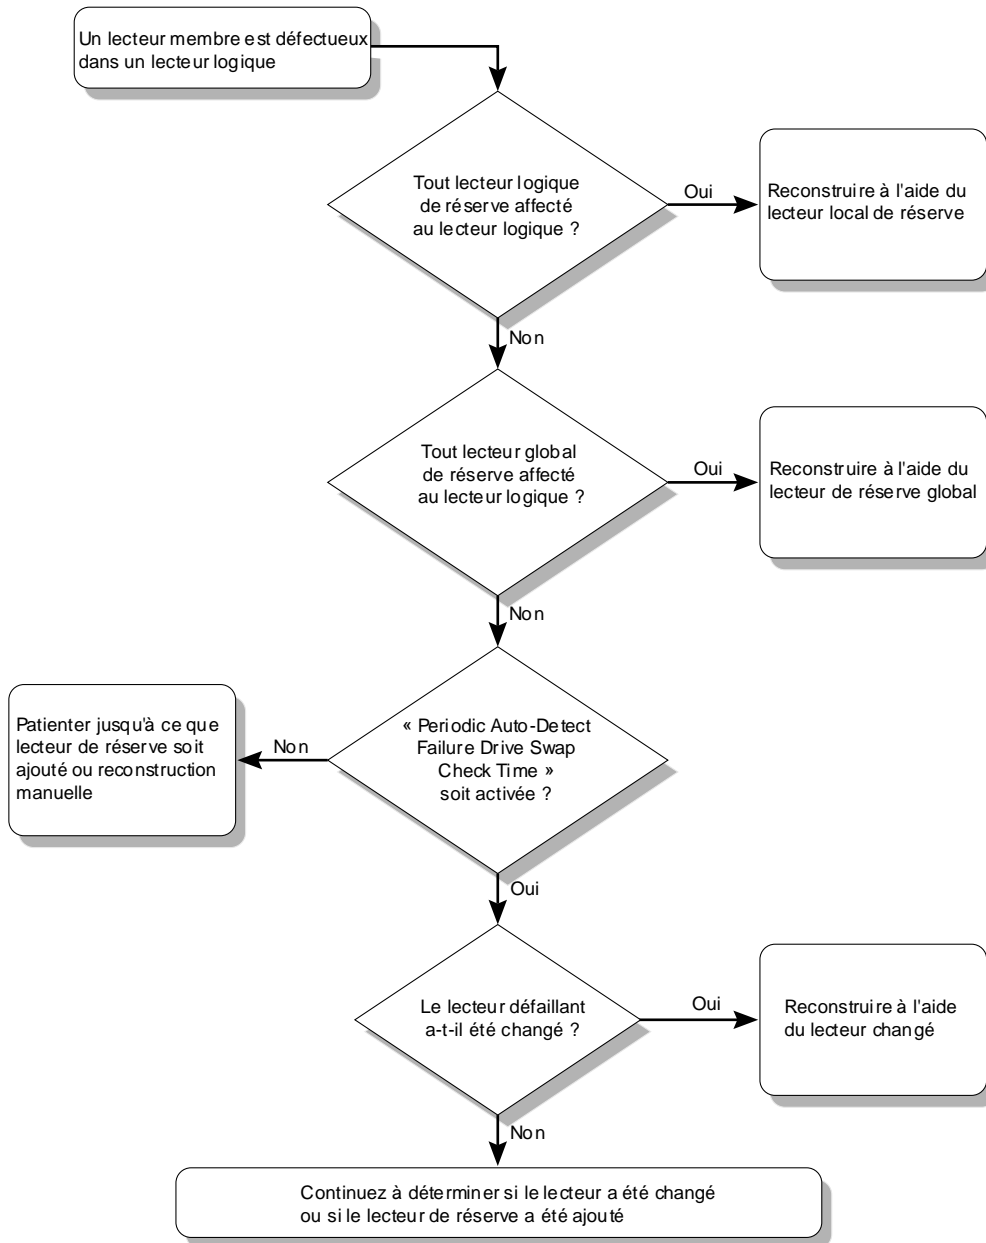 Un lecteur membre est défectueux
dans un lecteur logique
Tout lecteur logique
de réserve affecté
au lecteur logique ?
Oui
Reconstruire à l'aide du
lecteur local de réserve
Non
Tout lecteur global
de réserve affecté
au lecteur logique ?
Oui
Reconstruire à l'aide du
lecteur de réserve global
Non
« Periodic Auto-Detect
Failure Drive Swap
Check Time »
soit activée ?
Non
Patienter jusqu'à ce que
lecteur de réserve soit
ajouté ou reconstruction
manuelle
Oui
Le lecteur défaillant
a-t-il été changé ?
Oui
Reconstruire à l'aide
du lecteur changé
Non
Continuez à déterminer si le lecteur a été changé
ou si le lecteur de réserve a été ajouté